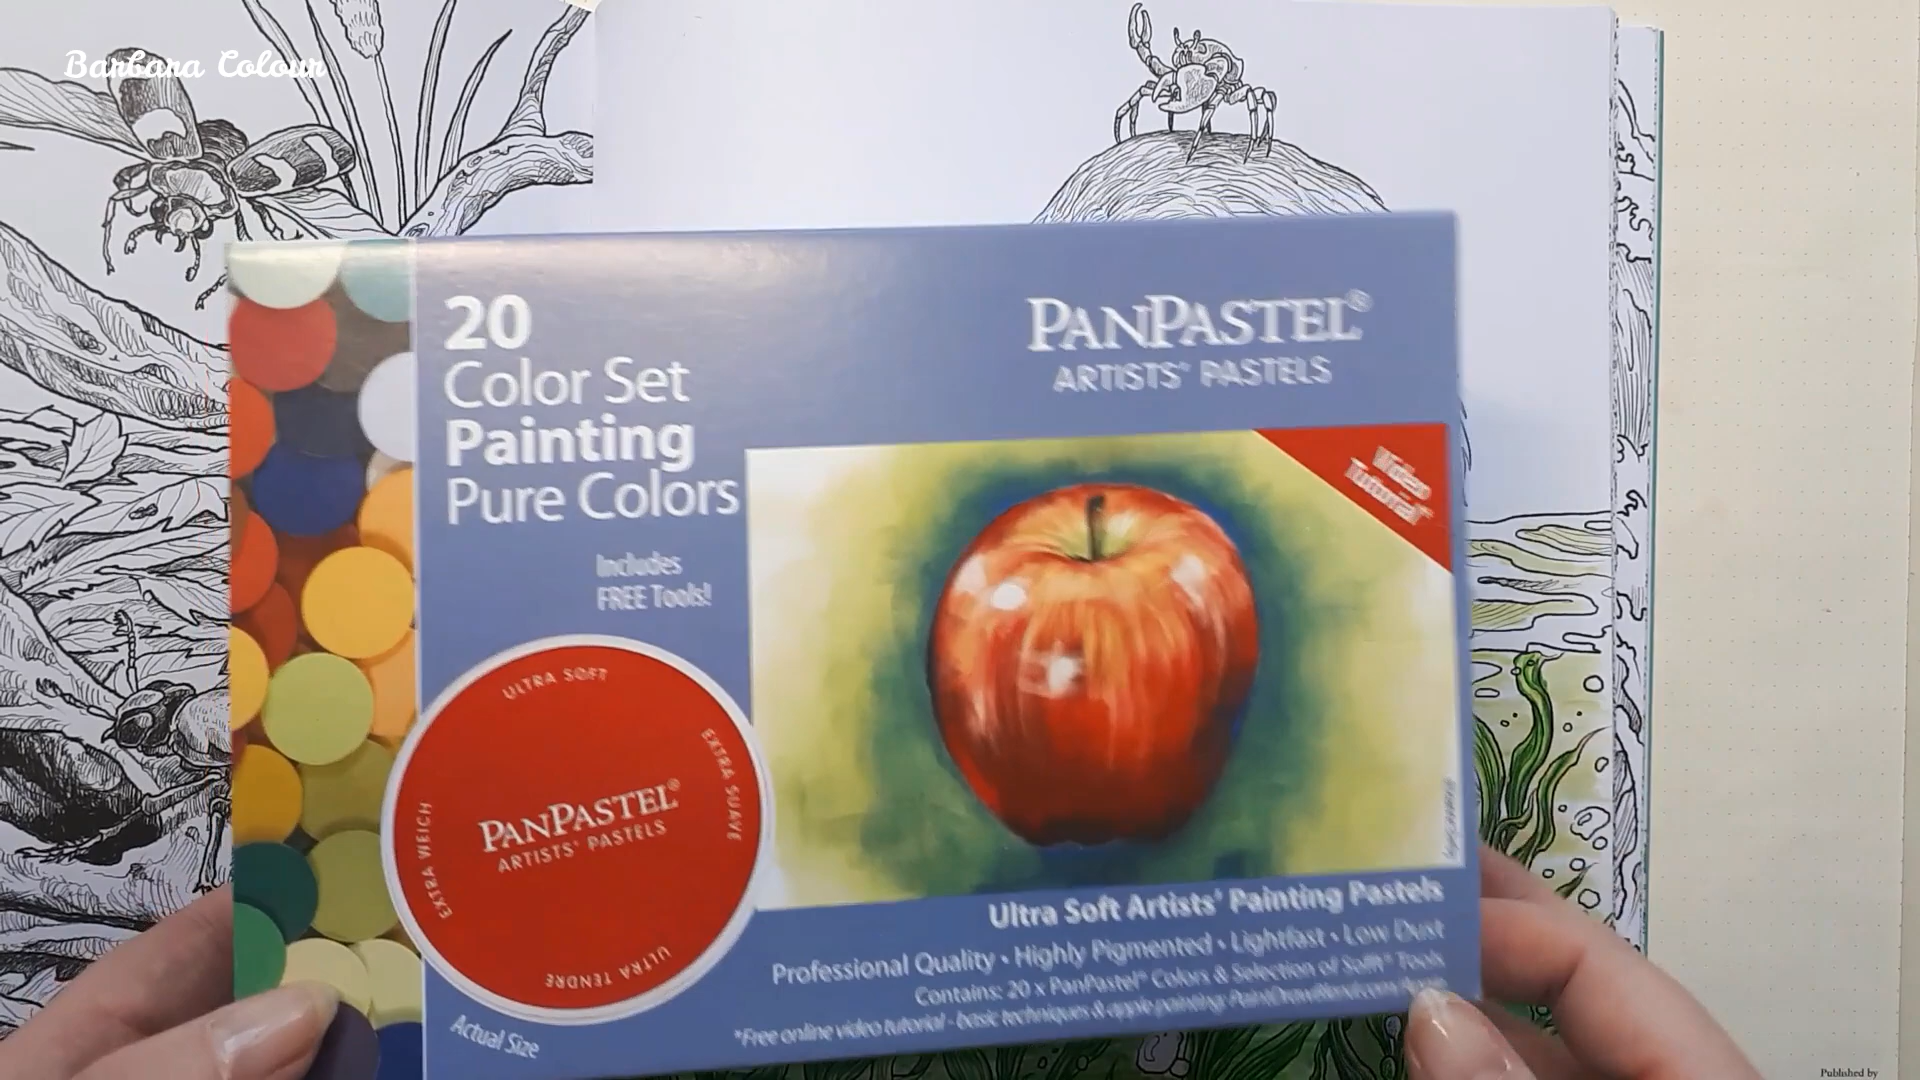 Barbara Colour
20
Color Set
Painting
Pure Colors
Includes
FREE Tools!
PANPASTEL®
ARTISTS' PASTELS
Video
Tutorial*
ULTRA SOFT
EXTRA SUAVE
ULTRA TENDRE
EXTRA WEICH
PANPASTEL®
ARTISTS' PASTELS
Actual Size
Ultra Soft Artists' Painting Pastels
Professional Quality • Highly Pigmented • Lightfast • Low Dust
Contains: 20 x PanPastel® Colors & Selection of Sofft® Tools
*Free online video tutorial - basic techniques & apple painting:
Published by